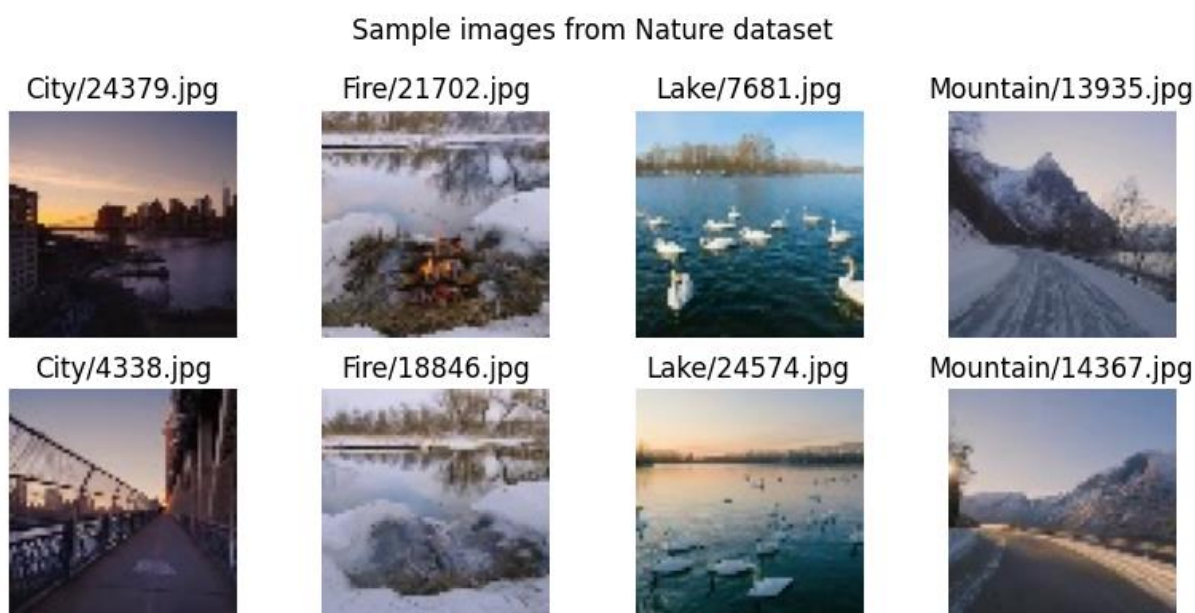 Sample images from Nature dataset
City/24379.jpg Fire/21702.jpg Lake/7681.jpg Mountain/13935.jpg
City/4338.jpg Fire/18846.jpg Lake/24574.jpg Mountain/14367.jpg